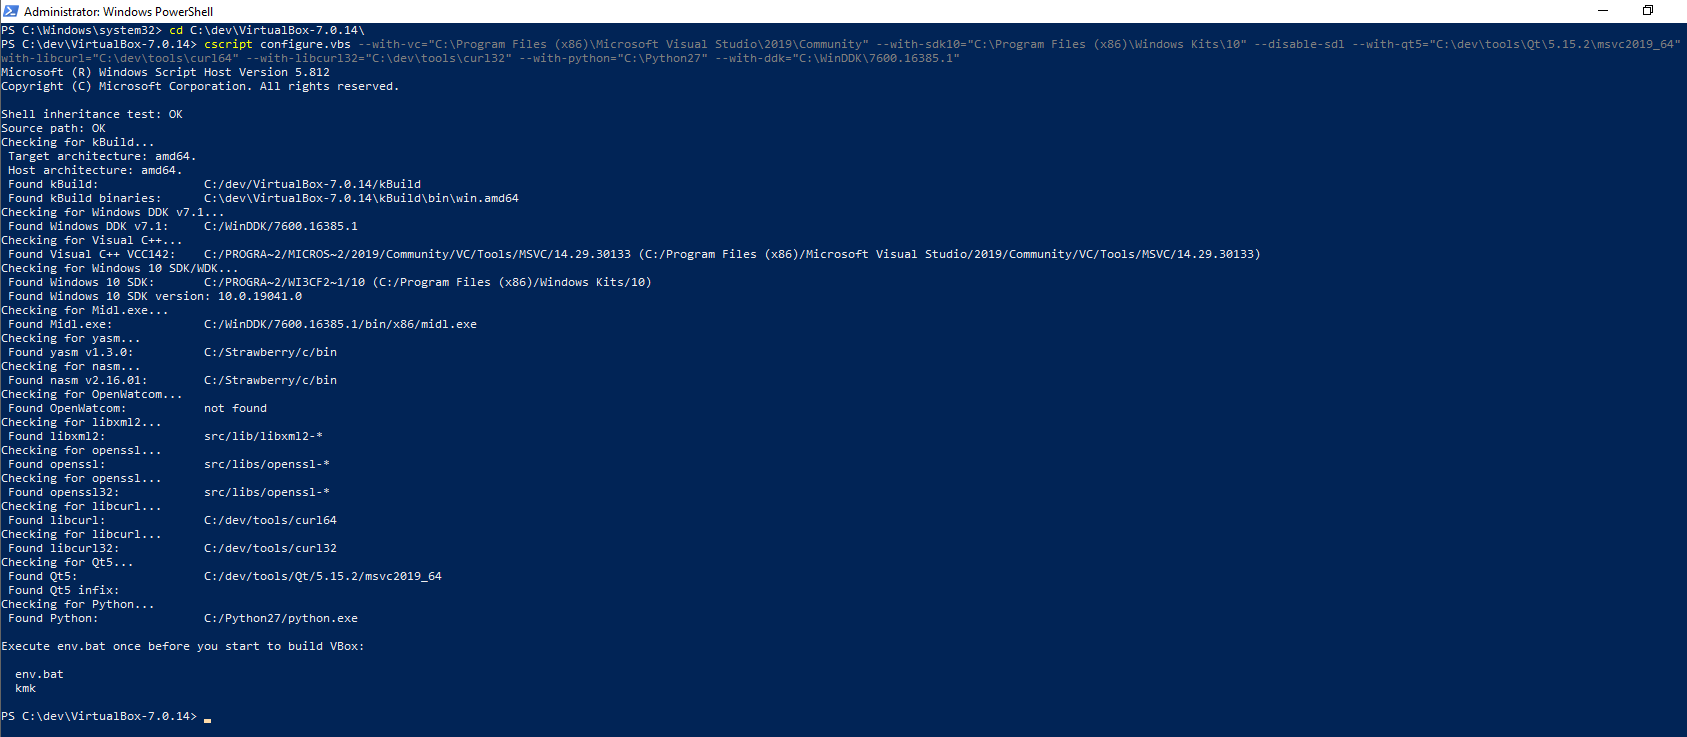 Administrator: Windows PowerShell
PS C:\Windows\system32> cd C:\dev\VirtualBox-7.0.14\
PS C:\dev\VirtualBox-7.0.14> cscript configure.vbs --with-vc="C:\Program Files (x86)\Microsoft Visual Studio\2019\Community" --with-sdk10="C:\Program Files (x86)\Windows Kits\10" --disable-sdl --with-qt5="C:\dev\tools\Qt\5.15.2\msvc2019_64"
with-libcurl="C:\dev\tools\curl64" --with-libcurl32="C:\dev\tools\curl32" --with-python="C:\Python27" --with-ddk="C:\WinDDK\7600.16385.1"
Microsoft (R) Windows Script Host Version 5.812
Copyright (C) Microsoft Corporation. All rights reserved.
Shell inheritance test: OK
Source path: OK
Checking for kBuild...
Target architecture: amd64.
Host architecture: amd64.
Found kBuild: C:/dev/VirtualBox-7.0.14/kBuild
Found kBuild binaries: C:\dev\VirtualBox-7.0.14\kBuild\bin\win.amd64
Checking for Windows DDK v7.1...
Found Windows DDK v7.1: C:/WinDDK/7600.16385.1
Checking for Visual C++...
Found Visual C++ VCC142: C:/PROGRA~2/MICROS~2/2019/Community/VC/Tools/MSVC/14.29.30133 (C:/Program Files (x86)/Microsoft Visual Studio/2019/Community/VC/Tools/MSVC/14.29.30133)
Checking for Windows 10 SDK/WDK...
Found Windows 10 SDK: C:/PROGRA~2/WI3CF2~1/10 (C:/Program Files (x86)/Windows Kits/10)
Found Windows 10 SDK version: 10.0.19041.0
Checking for Midl.exe...
Found Midl.exe: C:/WinDDK/7600.16385.1/bin/x86/midl.exe
Checking for yasm...
Found yasm v1.3.0: C:/Strawberry/c/bin
Checking for nasm...
Found nasm v2.16.01: C:/Strawberry/c/bin
Checking for OpenWatcom...
Found OpenWatcom: not found
Checking for libxml2...
Found libxml2: src/lib/libxml2-*
Checking for openssl...
Found openssl: src/libs/openssl-*
Checking for openssl...
Found openssl32: src/libs/openssl-*
Checking for libcurl...
Found libcurl: C:/dev/tools/curl64
Checking for libcurl...
Found libcurl32: C:/dev/tools/curl32
Checking for Qt5...
Found Qt5: C:/dev/tools/Qt/5.15.2/msvc2019_64
Found Qt5 infix:
Checking for Python...
Found Python: C:/Python27/python.exe
Execute env.bat once before you start to build VBox:
env.bat
kmk
PS C:\dev\VirtualBox-7.0.14>